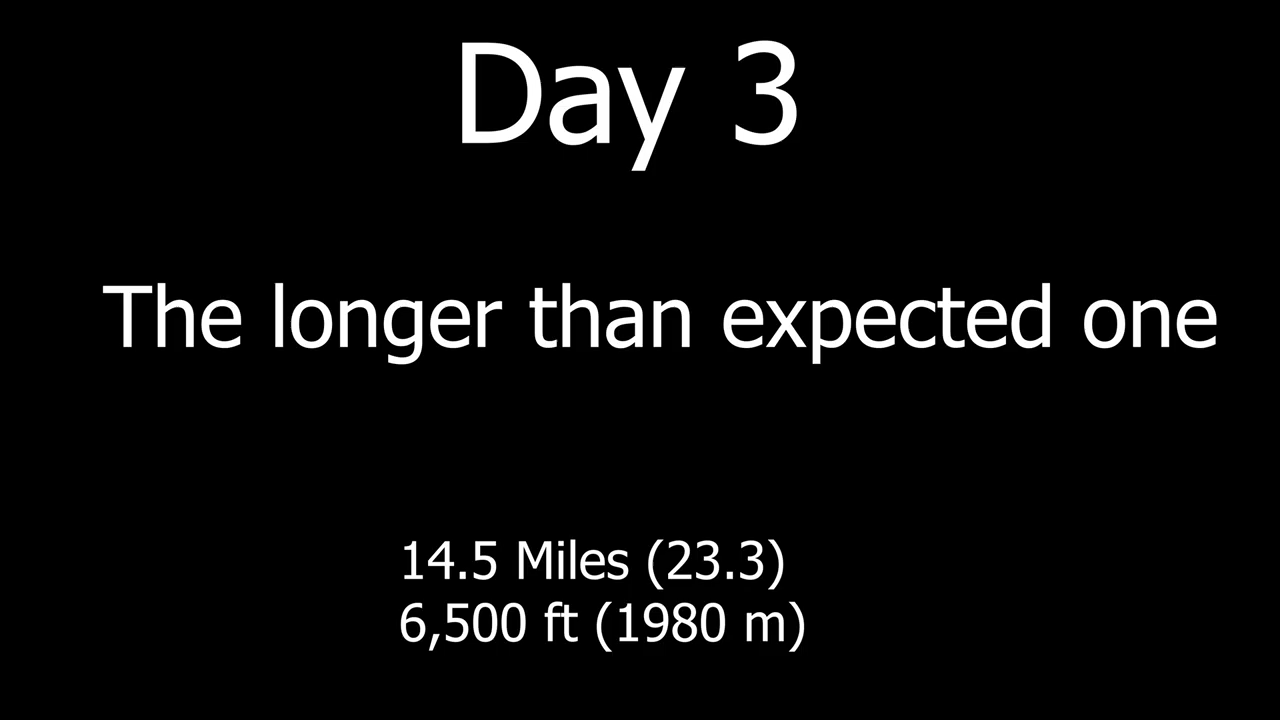 Day 3
The longer than expected one
14.5 Miles (23.3)
6,500 ft (1980 m)